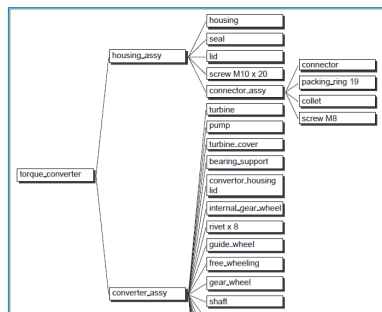 housing
seal
housing_assy
lid
connector
screw M10 x 20
packing_ring 19
connector_assy
collet
turbine
screw M8
pump
turbine_cover
bearing_support
torque_converter
convertor_housing
lid
internal_gear_wheel
rivet x 8
guide_wheel
free_wheeling
gear_wheel
converter_assy
shaft